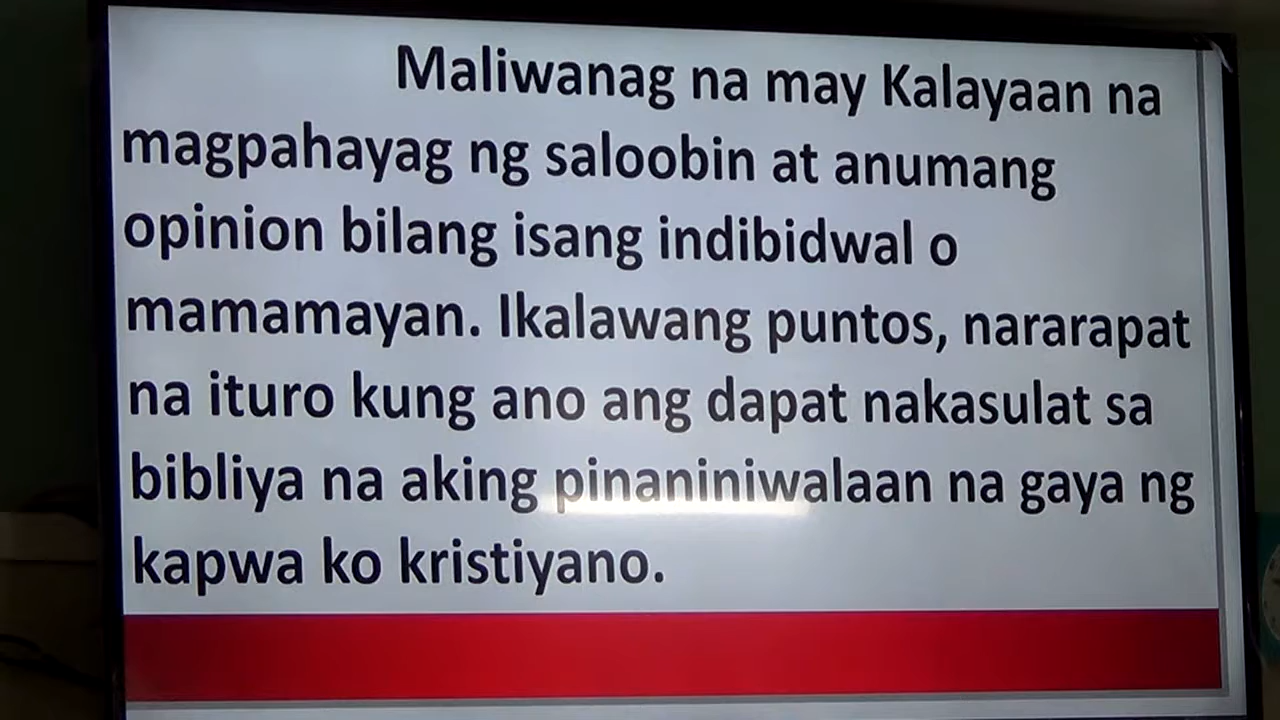 Maliwanag na may Kalayaan na
magpahayag ng saloobin at anumang
opinion bilang isang indibidwal o
mamamayan. Ikalawang puntos, nararapat
na ituro kung ano ang dapat nakasulat sa
bibliya na aking pinaniniwalaan na gaya ng
kapwa ko kristiyano.